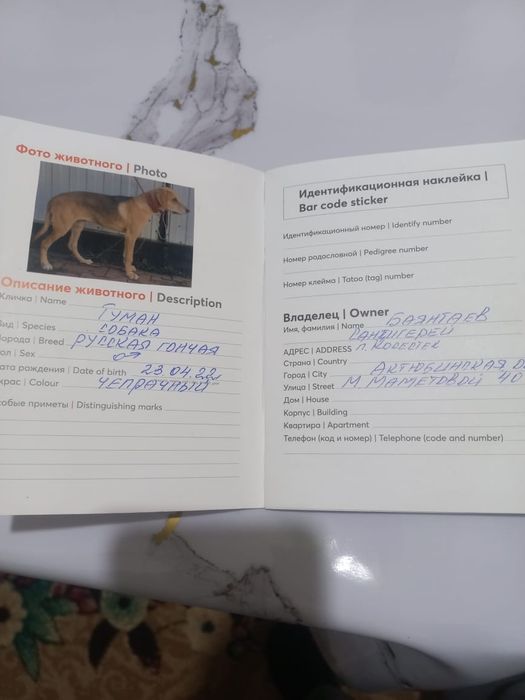 Фото животного | Photo
Описание животного | Description
Кличка | Name ТУМАН
Вид | Species СОБАКА
Порода | Breed РУССКАЯ ГОНЧАЯ
Пол | Sex ♂
Дата рождения | Date of birth 23.04.22г
Окрас | Colour ЧЕПРАЧНЫЙ
Особые приметы | Distinguishing marks
Идентификационная наклейка |
Bar code sticker
Идентификационный номер | Identify number
Номер родословной | Pedigree number
Номер клейма | Tatoo (tag) number
Владелец | Owner
Имя, фамилия | Name БАЯНТАЕВ
САНДИГЕРЕЙ
АДРЕС | ADDRESS п.
Страна | Country
Город | City АКТЮБИНСКАЯ
Улица | Street М. МАМЕТОВОЙ 40
Дом | House
Корпус | Building
Квартира | Apartment
Телефон (код и номер) | Telephone (code and number)